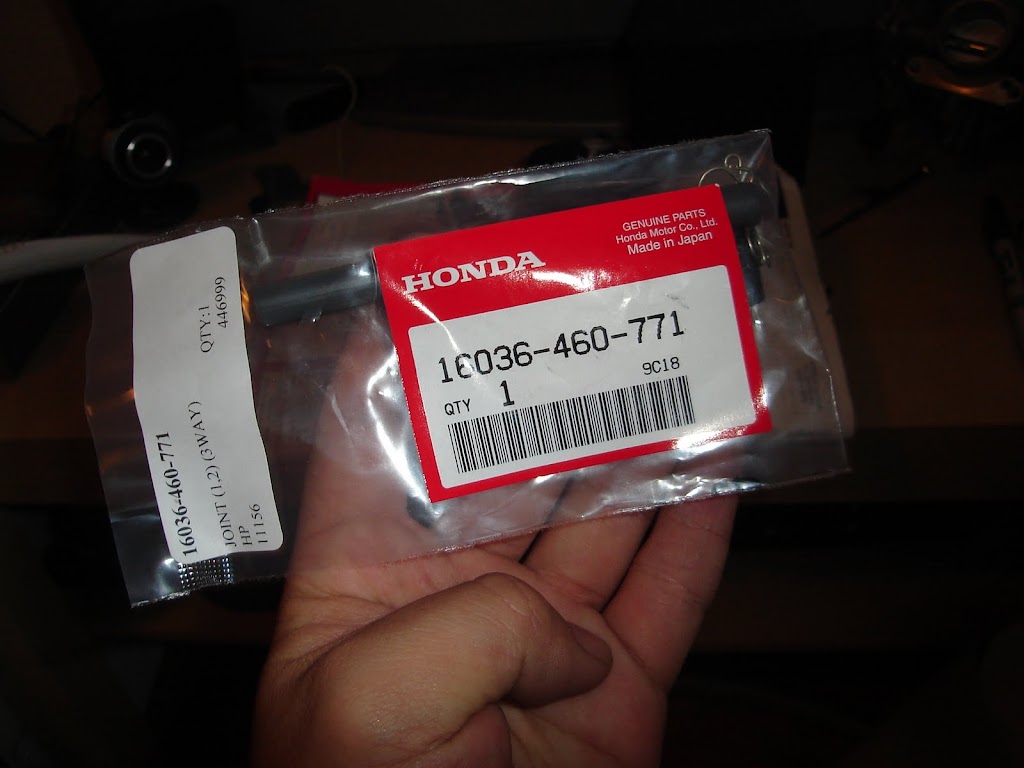 16036-460-771 QTY:1
JOINT (1,2) (3WAY) 446999
HP
11156
HONDA
GENUINE PARTS
Honda Motor Co., Ltd.
Made in Japan
16036-460-771
QTY 1 9C18